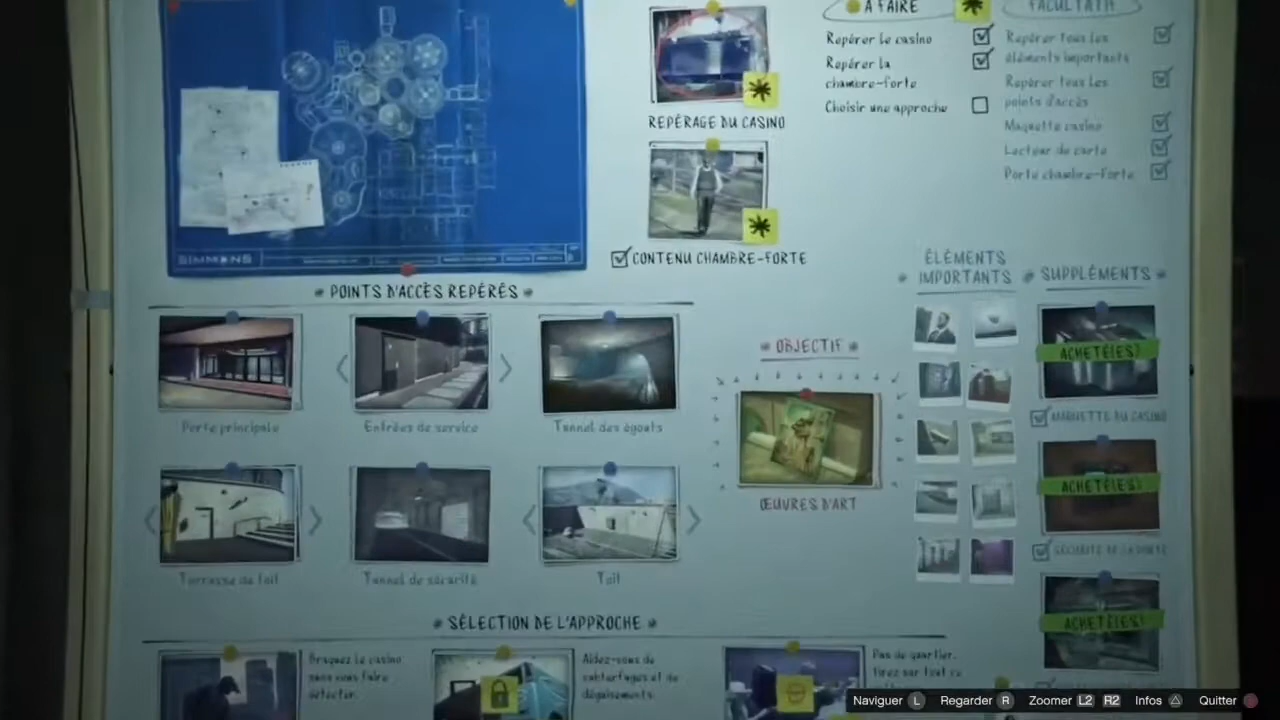 À FAIRE
FACULTATIF
Repérer le casino
Repérer la
chambre-forte
Choisir une approche
Repérer tous les
éléments importants
Repérer tous les
points d'accès
Maquette casino
Lecteur de carte
Porte chambre-forte
REPÉRAGE DU CASINO
CONTENU CHAMBRE-FORTE
SIMMONS
POINTS D'ACCÈS REPÉRÉS
Porte principale
Entrées de service
Tunnel des égouts
Terrasse du toit
Tunnel de sécurité
Toit
OBJECTIF
ŒUVRES D'ART
ÉLÉMENTS
IMPORTANTS
SUPPLÉMENTS
ACHETÉ(E)
MAQUETTE DU CASINO
ACHETÉ(E)
ACHETÉ(E)
SÉLECTION DE L'APPROCHE
Braquez le casino
sans vous faire
détecter.
Aidez-vous de
subterfuges et de
déguisements.
Pas de quartier,
tirez sur tout ce
Naviguer L Regarder R Zoomer L2 R2 Infos Quitter